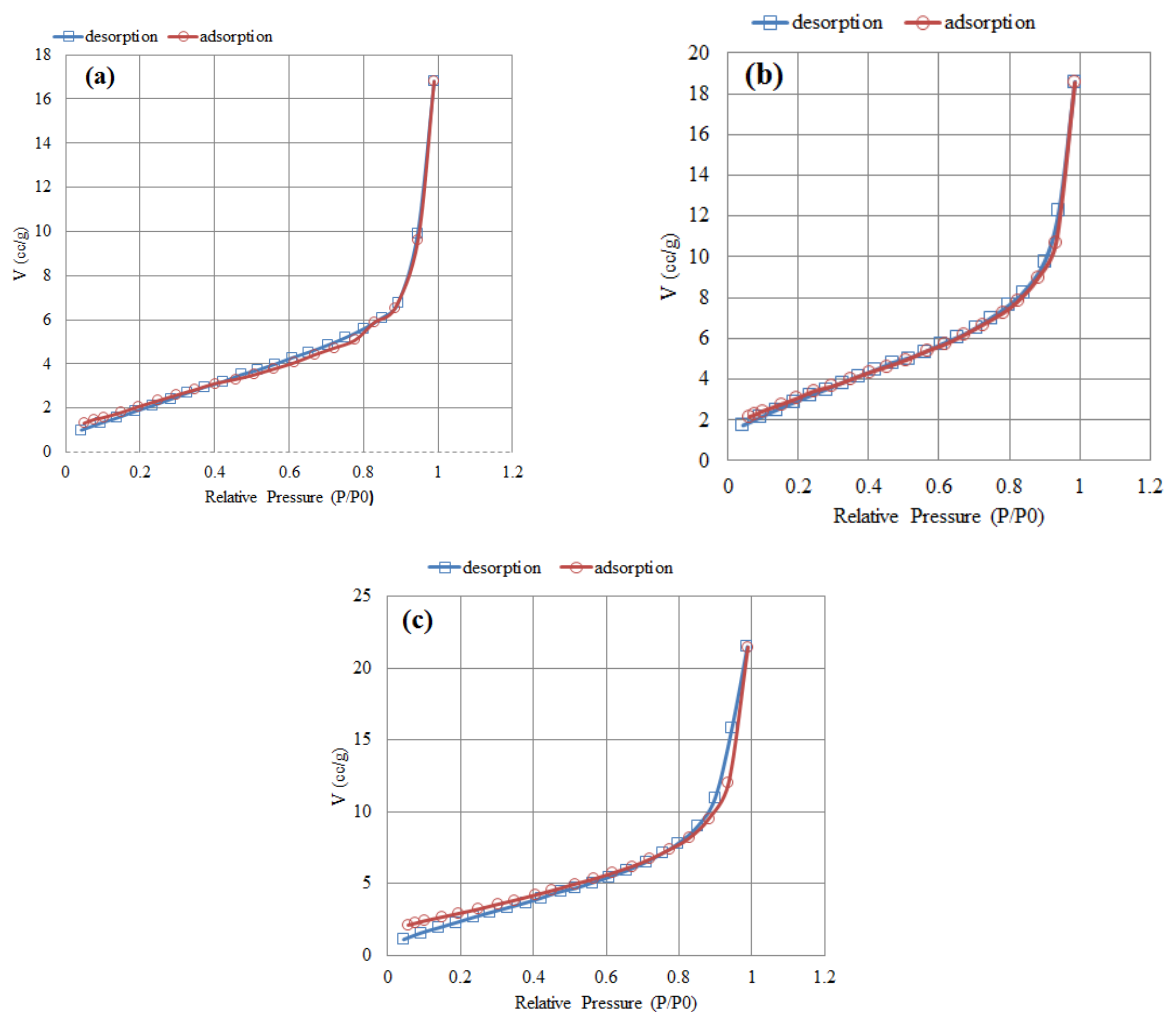 desorption adsorption
(a)
18
16
14
12
10
8
6
4
2
0
V (cc/g)
0 0.2 0.4 0.6 0.8 1 1.2
Relative Pressure (P/P0)
desorption adsorption
(b)
20
18
16
14
12
10
8
6
4
2
0
V (cc/g)
0 0.2 0.4 0.6 0.8 1 1.2
Relative Pressure (P/P0)
desorption adsorption
(c)
25
20
15
10
5
0
V (cc/g)
0 0.2 0.4 0.6 0.8 1 1.2
Relative Pressure (P/P0)